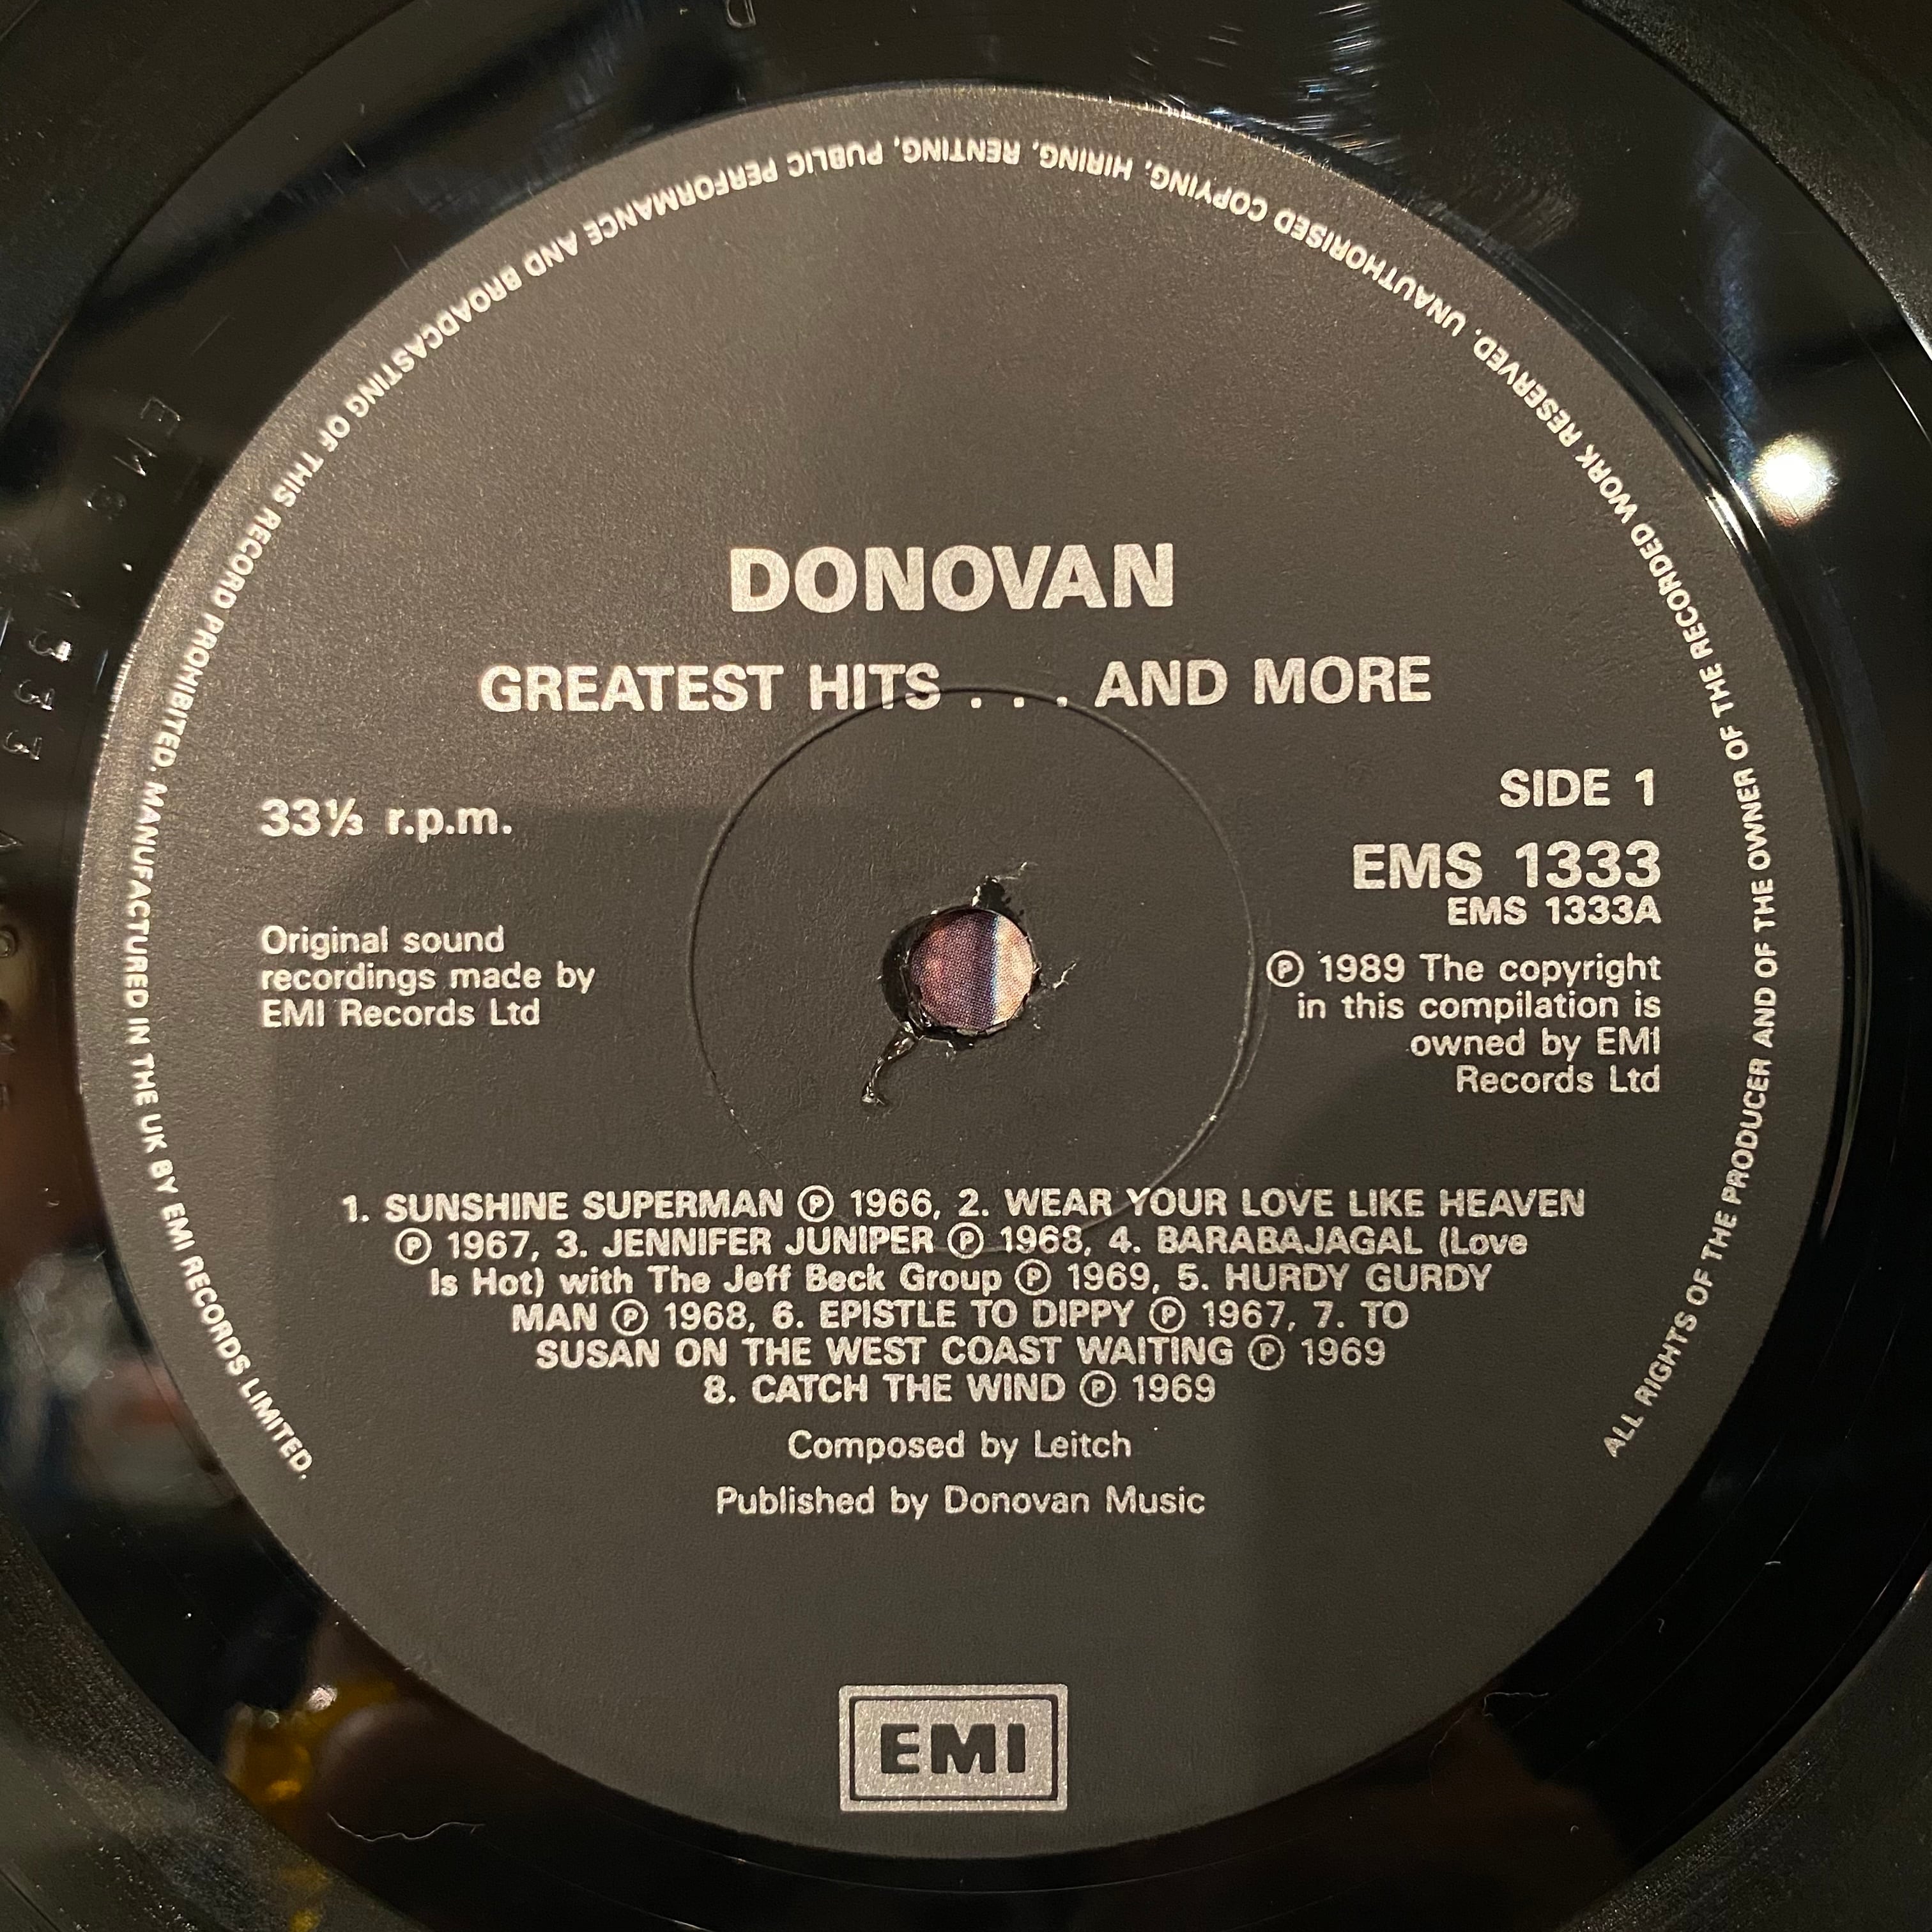 DONOVAN
GREATEST HITS . . . AND MORE
33⅓ r.p.m.
SIDE 1
EMS 1333
EMS 1333A
Original sound
recordings made by
EMI Records Ltd
Ⓟ 1989 The copyright
in this compilation is
owned by EMI
Records Ltd
1. SUNSHINE SUPERMAN Ⓟ 1966, 2. WEAR YOUR LOVE LIKE HEAVEN
Ⓟ 1967, 3. JENNIFER JUNIPER Ⓟ 1968, 4. BARABAJAGAL (Love
Is Hot) with The Jeff Beck Group Ⓟ 1969, 5. HURDY GURDY
MAN Ⓟ 1968, 6. EPISTLE TO DIPPY Ⓟ 1967, 7. TO
SUSAN ON THE WEST COAST WAITING Ⓟ 1969
8. CATCH THE WIND Ⓟ 1969
Composed by Leitch
Published by Donovan Music
EMI
ALL RIGHTS OF THE PRODUCER AND OF THE OWNER OF THE RECORDED WORK RESERVED. UNAUTHORISED COPYING, HIRING, RENTING, PUBLIC PERFORMANCE AND BROADCASTING OF THIS RECORD PROHIBITED. MANUFACTURED IN THE UK BY EMI RECORDS LIMITED.
EMS 1333